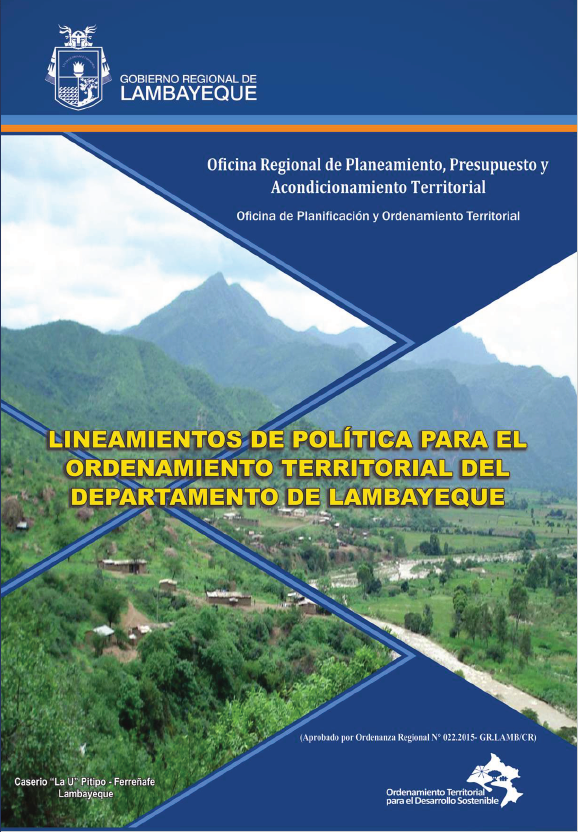 GOBIERNO REGIONAL DE
LAMBAYEQUE
Oficina Regional de Planeamiento, Presupuesto y
Acondicionamiento Territorial
Oficina de Planificación y Ordenamiento Territorial
LINEAMIENTOS DE POLÍTICA PARA EL
ORDENAMIENTO TERRITORIAL DEL
DEPARTAMENTO DE LAMBAYEQUE
(Aprobado por Ordenanza Regional N° 022.2015- GR.LAMB/CR)
Caserio "La U" Pitipo - Ferreñafe
Lambayeque
Ordenamiento Territorial
para el Desarrollo Sostenible